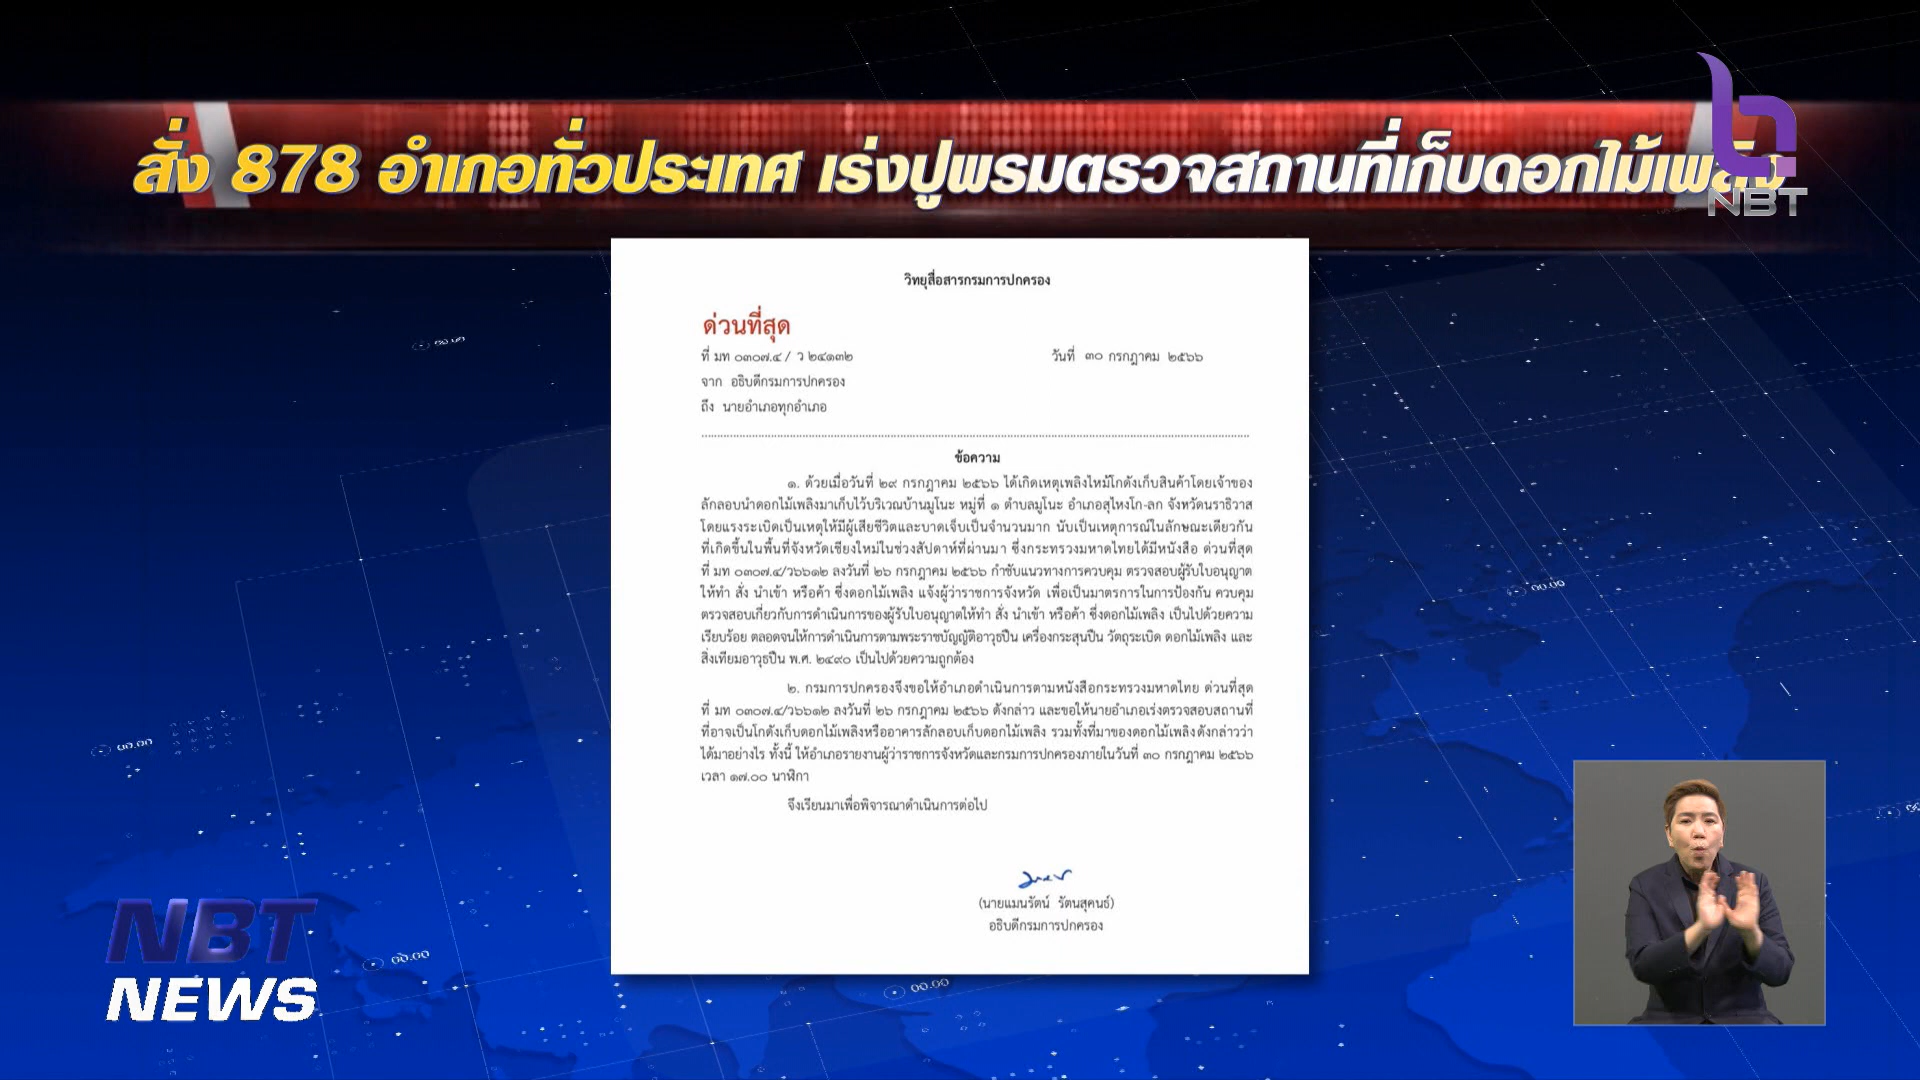 สั่ง 878 อำเภอทั่วประเทศ เร่งปูพรมตรวจสถานที่เก็บดอกไม้เพลิง
NBT
วิทยุสื่อสารกรมการปกครอง
ด่วนที่สุด
ที่ มท ๐๓๐๗.๔/ ว ๒๔๑๓๒ วันที่ ๓๐ กรกฎาคม ๒๕๖๖
จาก อธิบดีกรมการปกครอง
ถึง นายอำเภอทุกอำเภอ
ข้อความ
๑. ด้วยเมื่อวันที่ ๒๙ กรกฎาคม ๒๕๖๖ ได้เกิดเหตุเพลิงไหม้โกดังเก็บสินค้าโดยเจ้าของ
ลักลอบนำดอกไม้เพลิงมาเก็บไว้บริเวณบ้านมูโนะ หมู่ที่ ๑ ตำบลมูโนะ อำเภอสุไหงโก-ลก จังหวัดนราธิวาส
โดยแรงระเบิดเป็นเหตุให้มีผู้เสียชีวิตและบาดเจ็บเป็นจำนวนมาก นับเป็นเหตุการณ์ในลักษณะเดียวกัน
ที่เกิดขึ้นในพื้นที่จังหวัดเชียงใหม่ในช่วงสัปดาห์ที่ผ่านมา ซึ่งกระทรวงมหาดไทยได้มีหนังสือ ด่วนที่สุด
ที่ มท ๐๓๐๗.๔/ว๖๖๑๒ ลงวันที่ ๒๖ กรกฎาคม ๒๕๖๖ กำชับแนวทางการควบคุม ตรวจสอบผู้รับใบอนุญาต
ให้ทำ สั่ง นำเข้า หรือค้า ซึ่งดอกไม้เพลิง แจ้งผู้ว่าราชการจังหวัด เพื่อเป็นมาตรการในการป้องกัน ควบคุม
ตรวจสอบเกี่ยวกับการดำเนินการของผู้รับใบอนุญาตให้ทำ สั่ง นำเข้า หรือค้า ซึ่งดอกไม้เพลิง เป็นไปด้วยความ
เรียบร้อย ตลอดจนให้การดำเนินการตามพระราชบัญญัติอาวุธปืน เครื่องกระสุนปืน วัตถุระเบิด ดอกไม้เพลิง และ
สิ่งเทียมอาวุธปืน พ.ศ. ๒๔๙๐ เป็นไปด้วยความถูกต้อง
๒. กรมการปกครองจึงขอให้อำเภอดำเนินการตามหนังสือกระทรวงมหาดไทย ด่วนที่สุด
ที่ มท ๐๓๐๗.๔/ว๖๖๑๒ ลงวันที่ ๒๖ กรกฎาคม ๒๕๖๖ ดังกล่าว และขอให้นายอำเภอเร่งตรวจสอบสถานที่
ที่อาจเป็นโกดังเก็บดอกไม้เพลิงหรืออาคารลักลอบเก็บดอกไม้เพลิง รวมทั้งที่มาของดอกไม้เพลิงดังกล่าวว่า
ได้มาอย่างไร ทั้งนี้ ให้อำเภอรายงานผู้ว่าราชการจังหวัดและกรมการปกครองภายในวันที่ ๓๐ กรกฎาคม ๒๕๖๖
เวลา ๑๗.๐๐ นาฬิกา
จึงเรียนมาเพื่อพิจารณาดำเนินการต่อไป
(นายแมนรัตน์ รัตนสุคนธ์)
อธิบดีกรมการปกครอง
NBT
NEWS
00.00
00.00
00.00
00.00
00.00